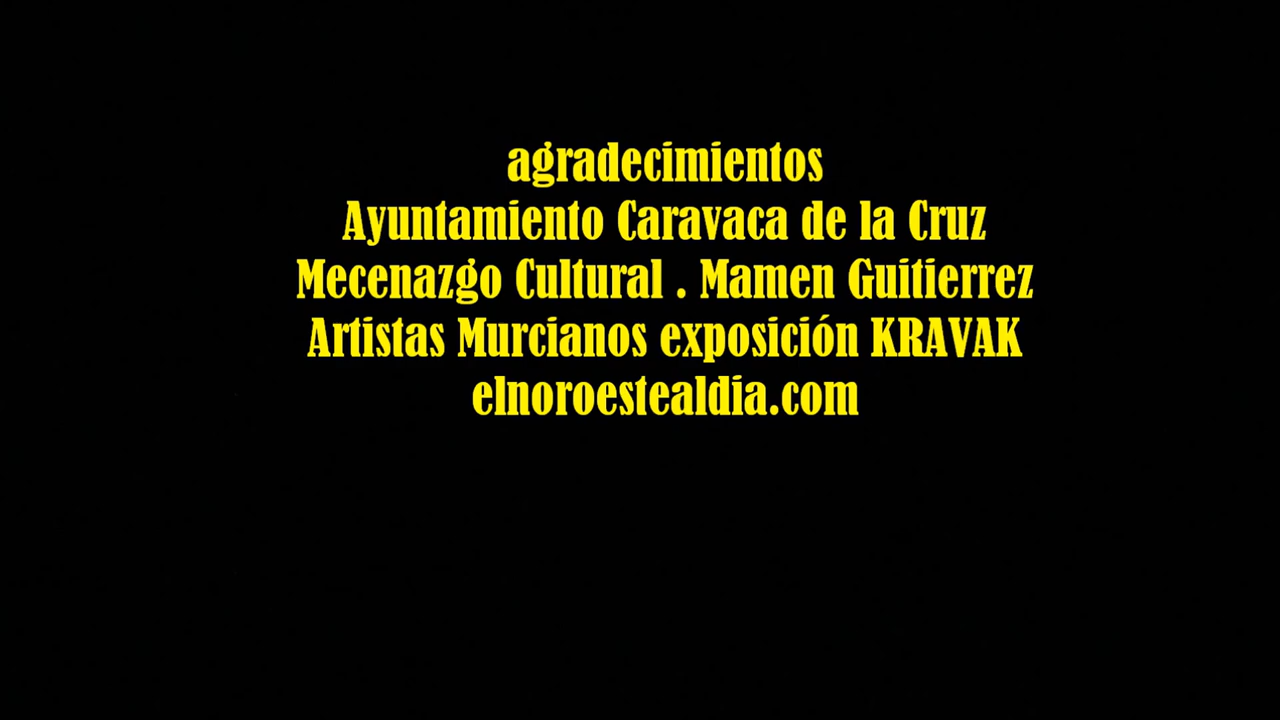 agradecimientos
Ayuntamiento Caravaca de la Cruz
Mecenazgo Cultural . Mamen Guitierrez
Artistas Murcianos exposición KRAVAK
elnoroestealdia.com